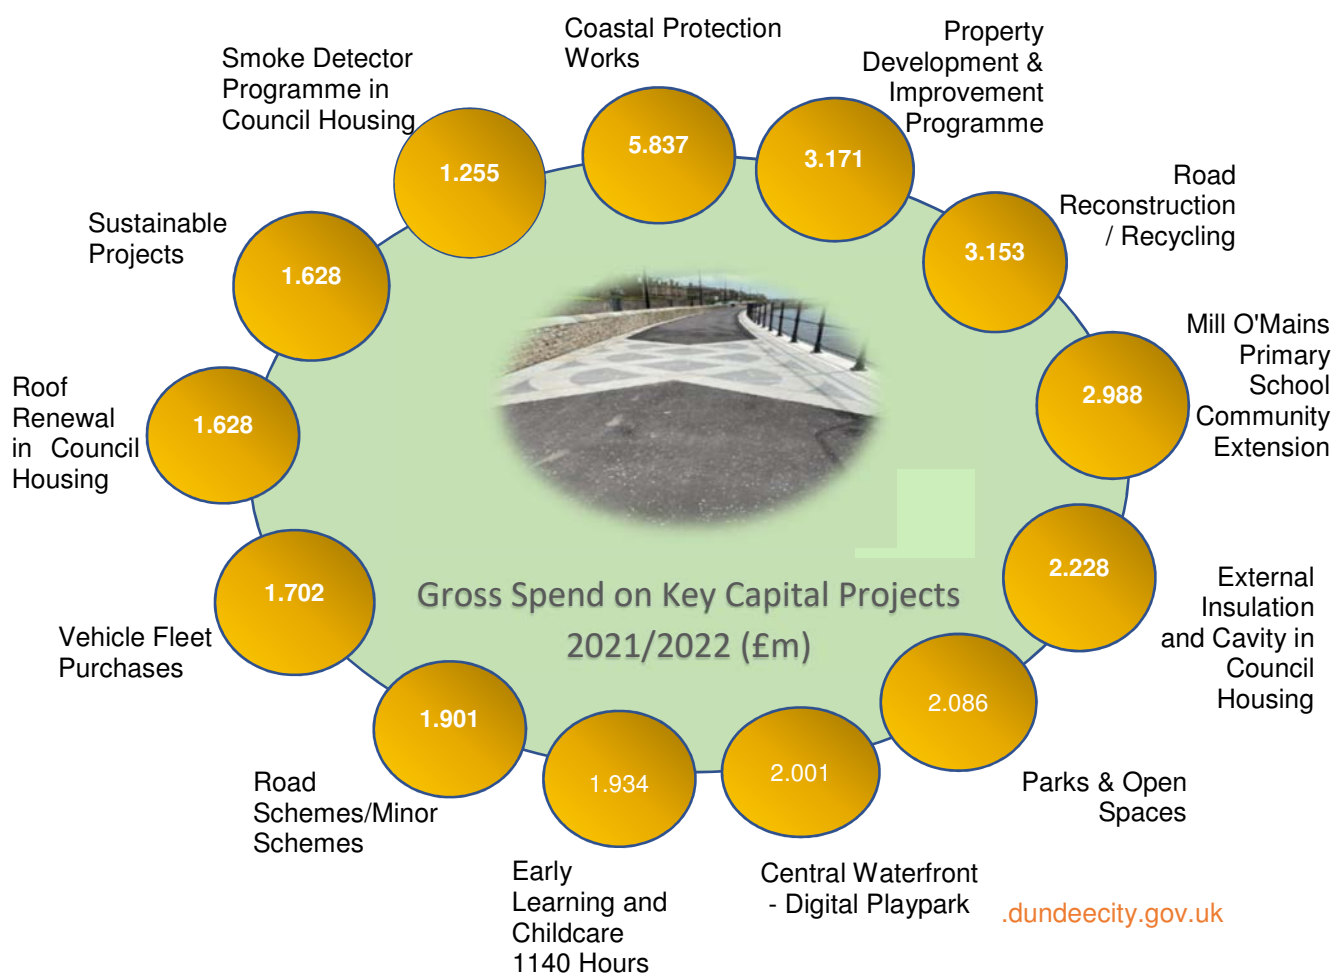 Coastal Protection
Works
5.837
Property
Development &
Improvement
Programme
3.171
Road
Reconstruction
/ Recycling
3.153
Mill O'Mains
Primary
School
Community
Extension
2.988
External
Insulation
and Cavity in
Council
Housing
2.228
Parks & Open
Spaces
2.086
Central Waterfront
- Digital Playpark
2.001
Early
Learning and
Childcare
1140 Hours
1.934
Road
Schemes/Minor
Schemes
1.901
Vehicle Fleet
Purchases
1.702
Roof
Renewal
in Council
Housing
1.628
Sustainable
Projects
1.628
Smoke Detector
Programme in
Council Housing
1.255
Gross Spend on Key Capital Projects
2021/2022 (£m)
.dundeecity.gov.uk